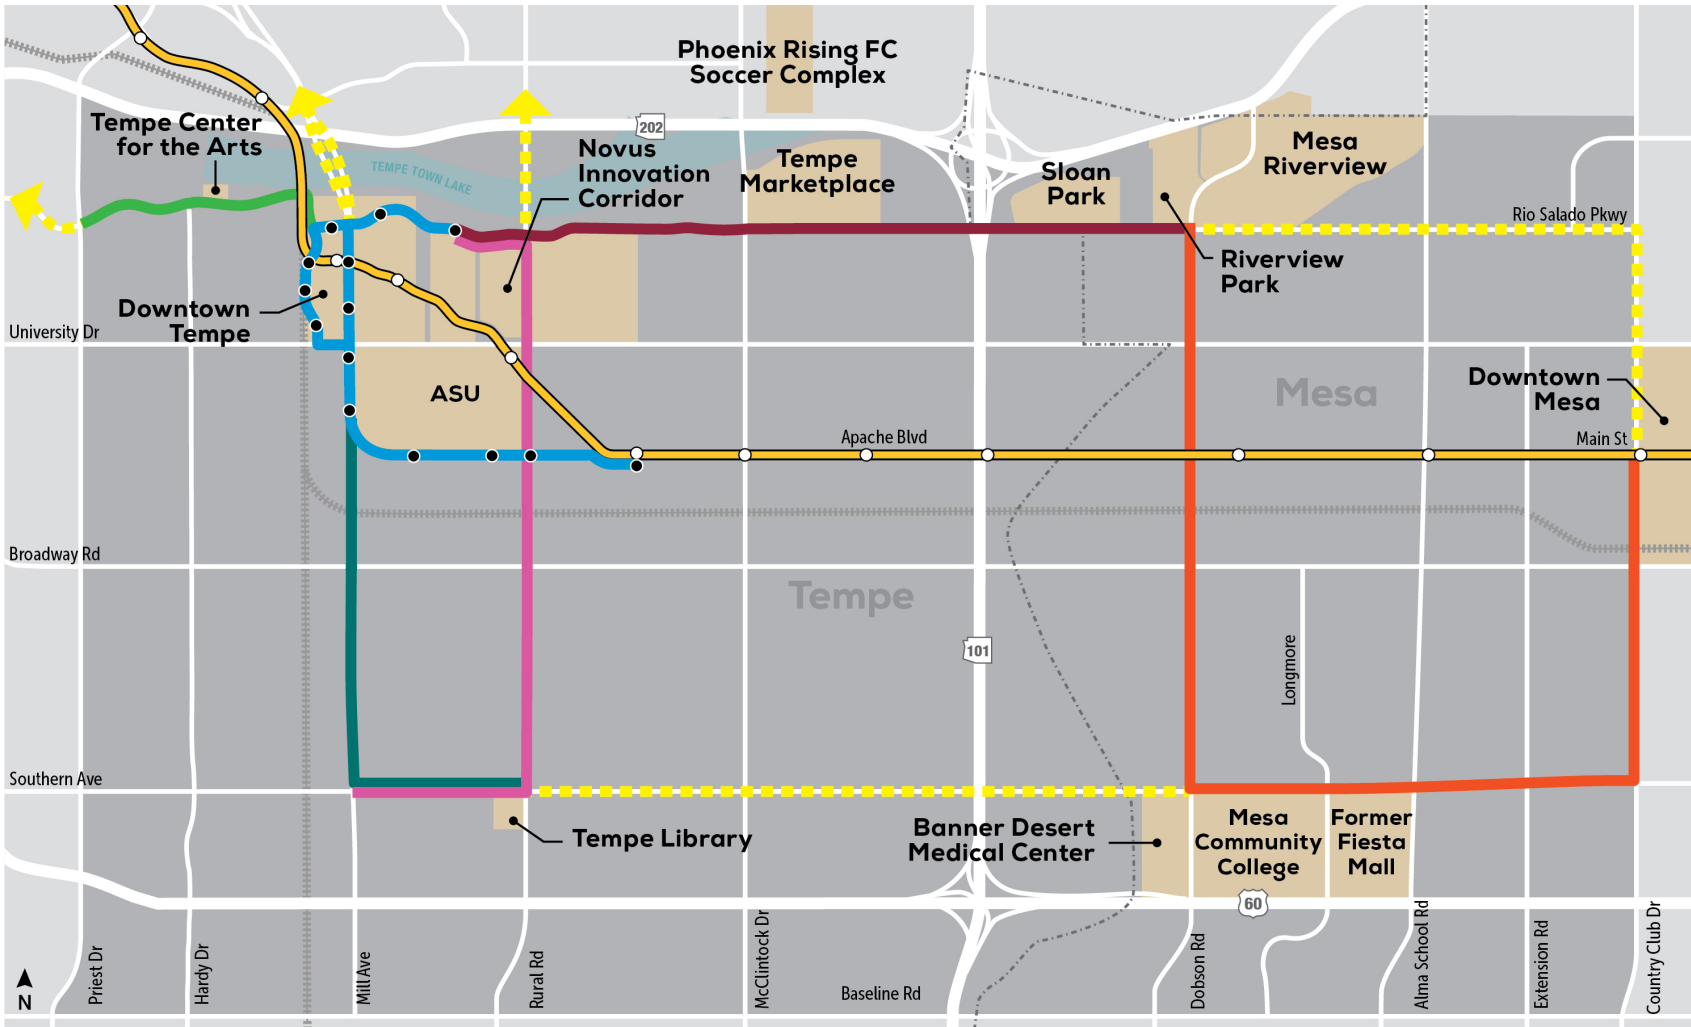 Phoenix Rising FC
Soccer Complex
202
Tempe Center
for the Arts
TEMPE TOWN LAKE
Novus
Innovation
Corridor
Tempe
Marketplace
Sloan
Park
Mesa
Riverview
Rio Salado Pkwy
Riverview
Park
Downtown
Tempe
University Dr
ASU
Mesa
Downtown
Mesa
Apache Blvd
Main St
Broadway Rd
Tempe
101
Longmore
Southern Ave
Tempe Library
Banner Desert
Medical Center
Mesa
Community
College
Former
Fiesta
Mall
60
N
Priest Dr
Hardy Dr
Mill Ave
Rural Rd
McClintock Dr
Baseline Rd
Dobson Rd
Alma School Rd
Extension Rd
Country Club Dr